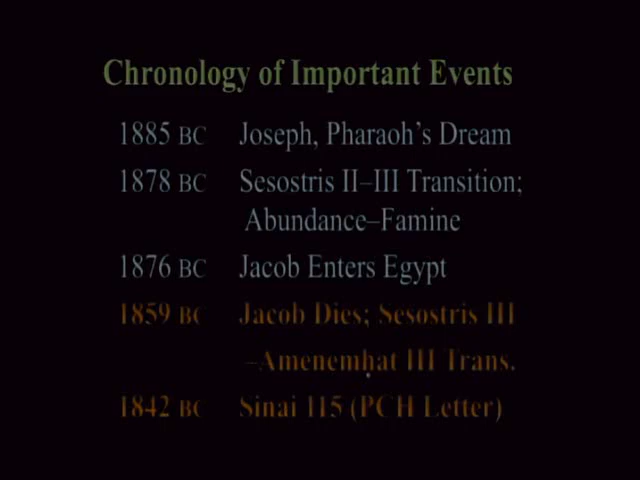 Chronology of Important Events
1885 BC Joseph, Pharaoh's Dream
1878 BC Sesostris II–III Transition;
Abundance–Famine
1876 BC Jacob Enters Egypt
1859 BC Jacob Dies; Sesostris III
–Amenemhat III Trans.
1842 BC Sinai 115 (PCH Letter)